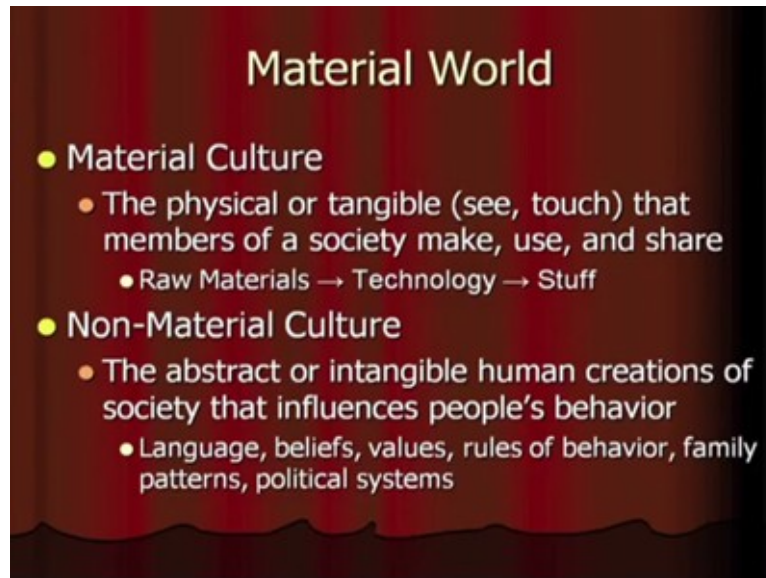 Material World
• Material Culture
• The physical or tangible (see, touch) that
members of a society make, use, and share
• Raw Materials → Technology → Stuff
• Non-Material Culture
• The abstract or intangible human creations of
society that influences people's behavior
• Language, beliefs, values, rules of behavior, family
patterns, political systems